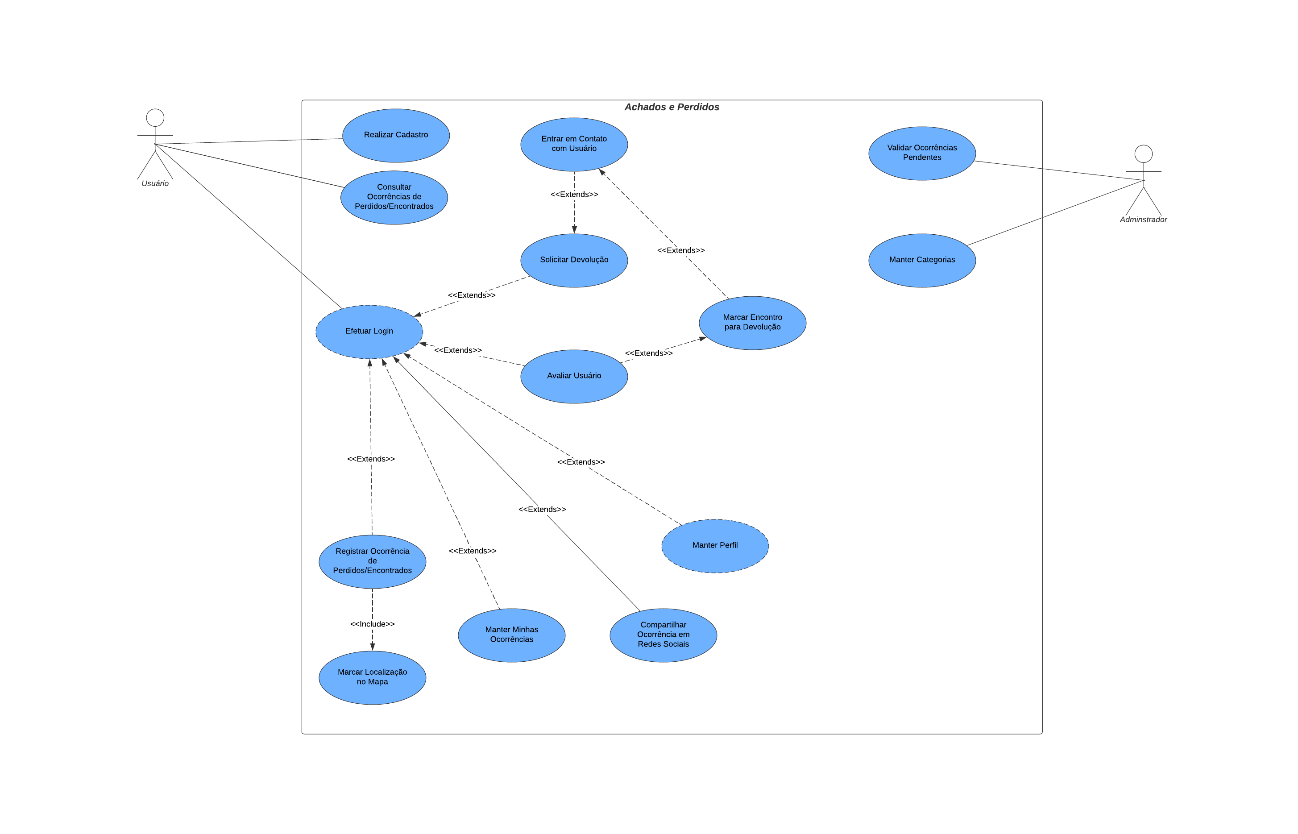 Achados e Perdidos
Usuário
Realizar Cadastro
Consultar
Ocorrências de
Perdidos/Encontrados
Entrar em Contato
com Usuário
<<Extends>>
Validar Ocorrências
Pendentes
Adminstrador
Solicitar Devolução
<<Extends>>
Manter Categorias
<<Extends>>
Efetuar Login
Marcar Encontro
para Devolução
<<Extends>>
<<Extends>>
Avaliar Usuário
<<Extends>>
<<Extends>>
<<Extends>>
<<Extends>>
Registrar Ocorrência
de
Perdidos/Encontrados
Manter Perfil
<<Include>>
Manter Minhas
Ocorrências
Compartilhar
Ocorrência em
Redes Sociais
Marcar Localização
no Mapa